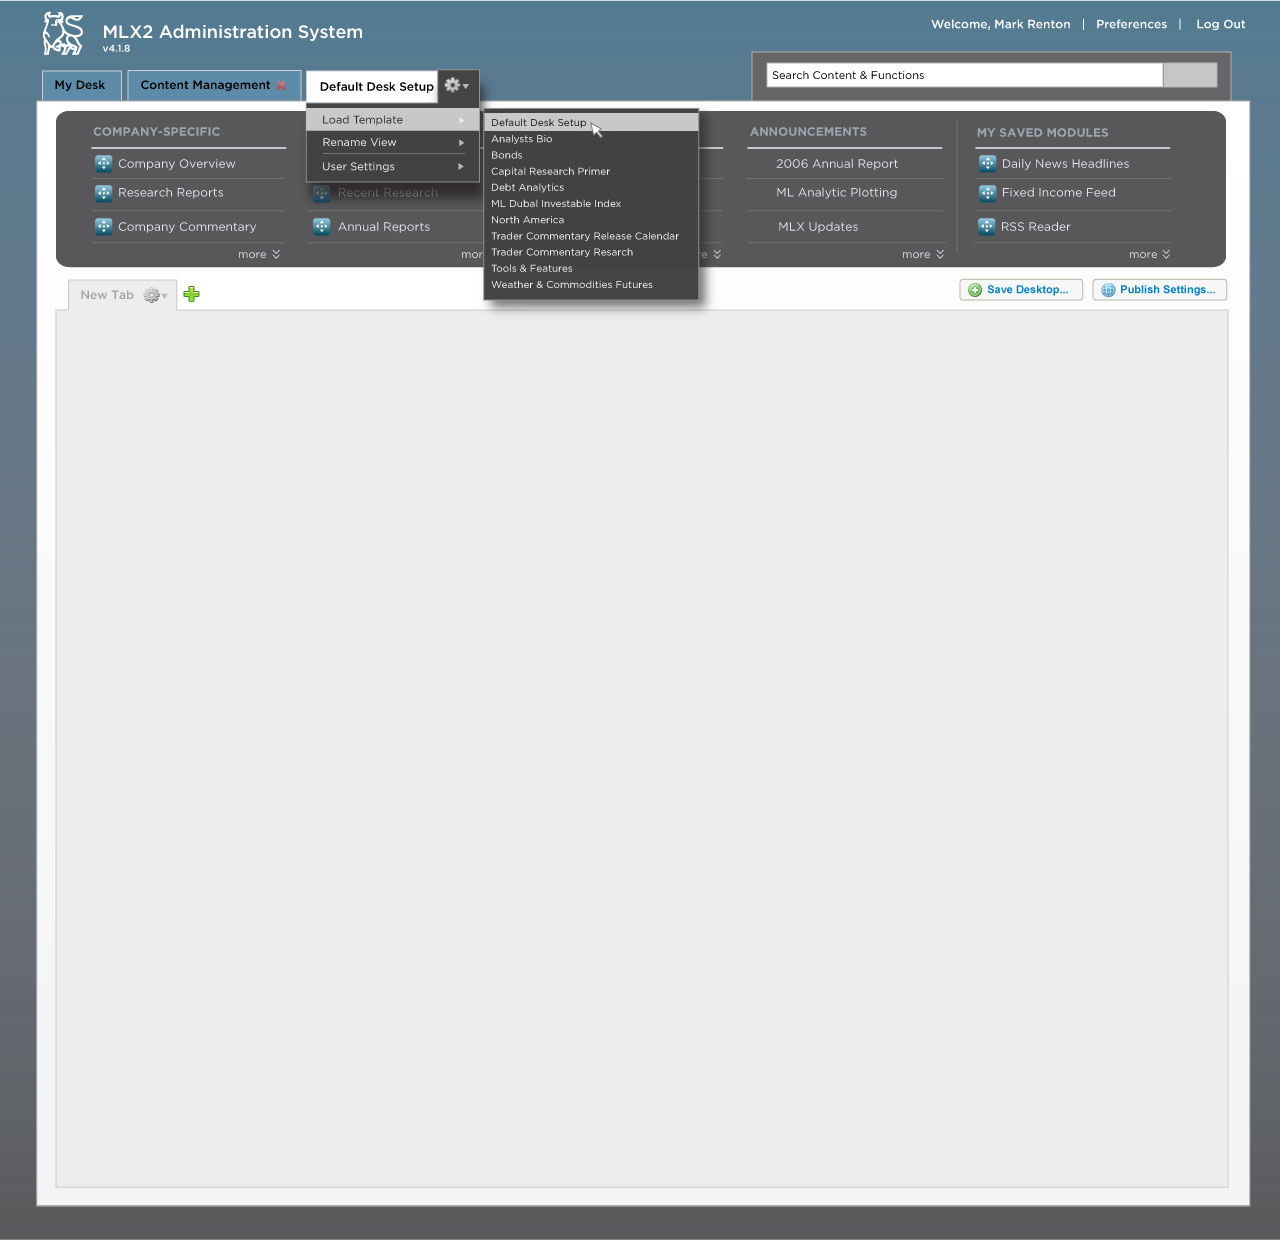 MLX2 Administration System
v4.1.8
Welcome, Mark Renton | Preferences | Log Out
My Desk
Content Management
Default Desk Setup
Search Content & Functions
Load Template
Rename View
User Settings
Default Desk Setup
Analysts Bio
Bonds
Capital Research Primer
Debt Analytics
ML Dubal Investable Index
North America
Trader Commentary Release Calendar
Trader Commentary Resarch
Tools & Features
Weather & Commodities Futures
COMPANY-SPECIFIC
Company Overview
Research Reports
Company Commentary
more
Recent Research
Annual Reports
ANNOUNCEMENTS
2006 Annual Report
ML Analytic Plotting
MLX Updates
more
MY SAVED MODULES
Daily News Headlines
Fixed Income Feed
RSS Reader
more
New Tab
Save Desktop...
Publish Settings...